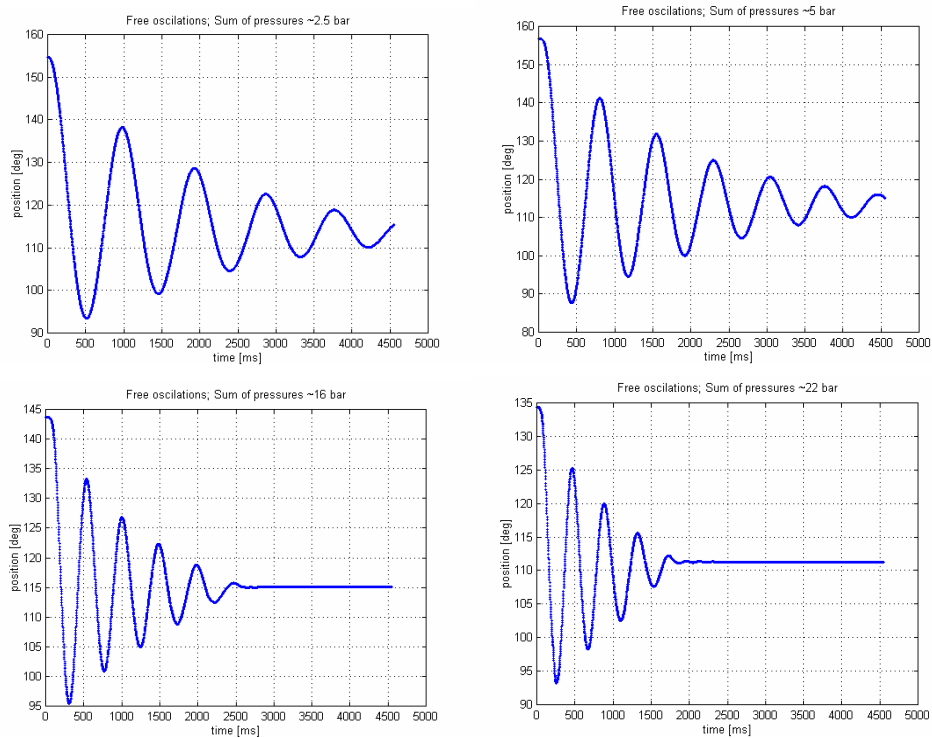 Free oscilations; Sum of pressures ~2.5 bar
160
150
140
130
120
110
100
90
position [deg]
0 500 1000 1500 2000 2500 3000 3500 4000 4500 5000
time [ms]
Free oscilations; Sum of pressures ~5 bar
160
150
140
130
120
110
100
90
80
position [deg]
0 500 1000 1500 2000 2500 3000 3500 4000 4500 5000
time [ms]
Free oscilations; Sum of pressures ~16 bar
145
140
135
130
125
120
115
110
105
100
95
position [deg]
0 500 1000 1500 2000 2500 3000 3500 4000 4500 5000
time [ms]
Free oscilations; Sum of pressures ~22 bar
135
130
125
120
115
110
105
100
95
90
position [deg]
0 500 1000 1500 2000 2500 3000 3500 4000 4500 5000
time [ms]